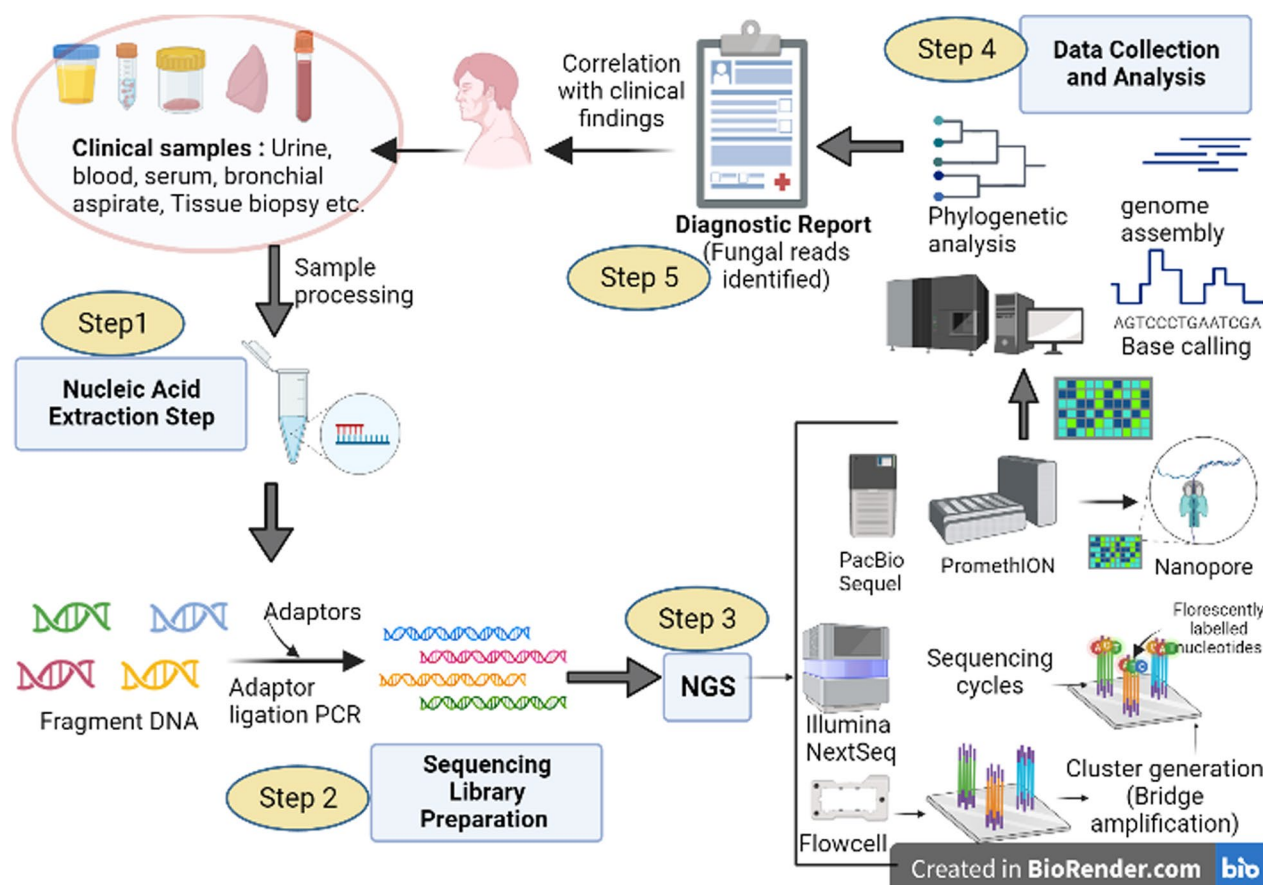 Clinical samples : Urine,
blood, serum, bronchial
aspirate, Tissue biopsy etc.
Correlation
with clinical
findings
Diagnostic Report
(Fungal reads
identified)
Step 5
Step 4
Data Collection
and Analysis
Phylogenetic
analysis
genome
assembly
AGTCCCTGAATCGA
Base calling
Sample
processing
Step1
Nucleic Acid
Extraction Step
Fragment DNA
Adaptors
Adaptor
ligation PCR
Step 2
Sequencing
Library
Preparation
Step 3
NGS
PacBio
Sequel
PromethION
Nanopore
Illumina
NextSeq
Flowcell
Sequencing
cycles
Florescently
labelled
nucleotides
A G T
A T C
C A T
Cluster generation
(Bridge
amplification)
Created in BioRender.com bio